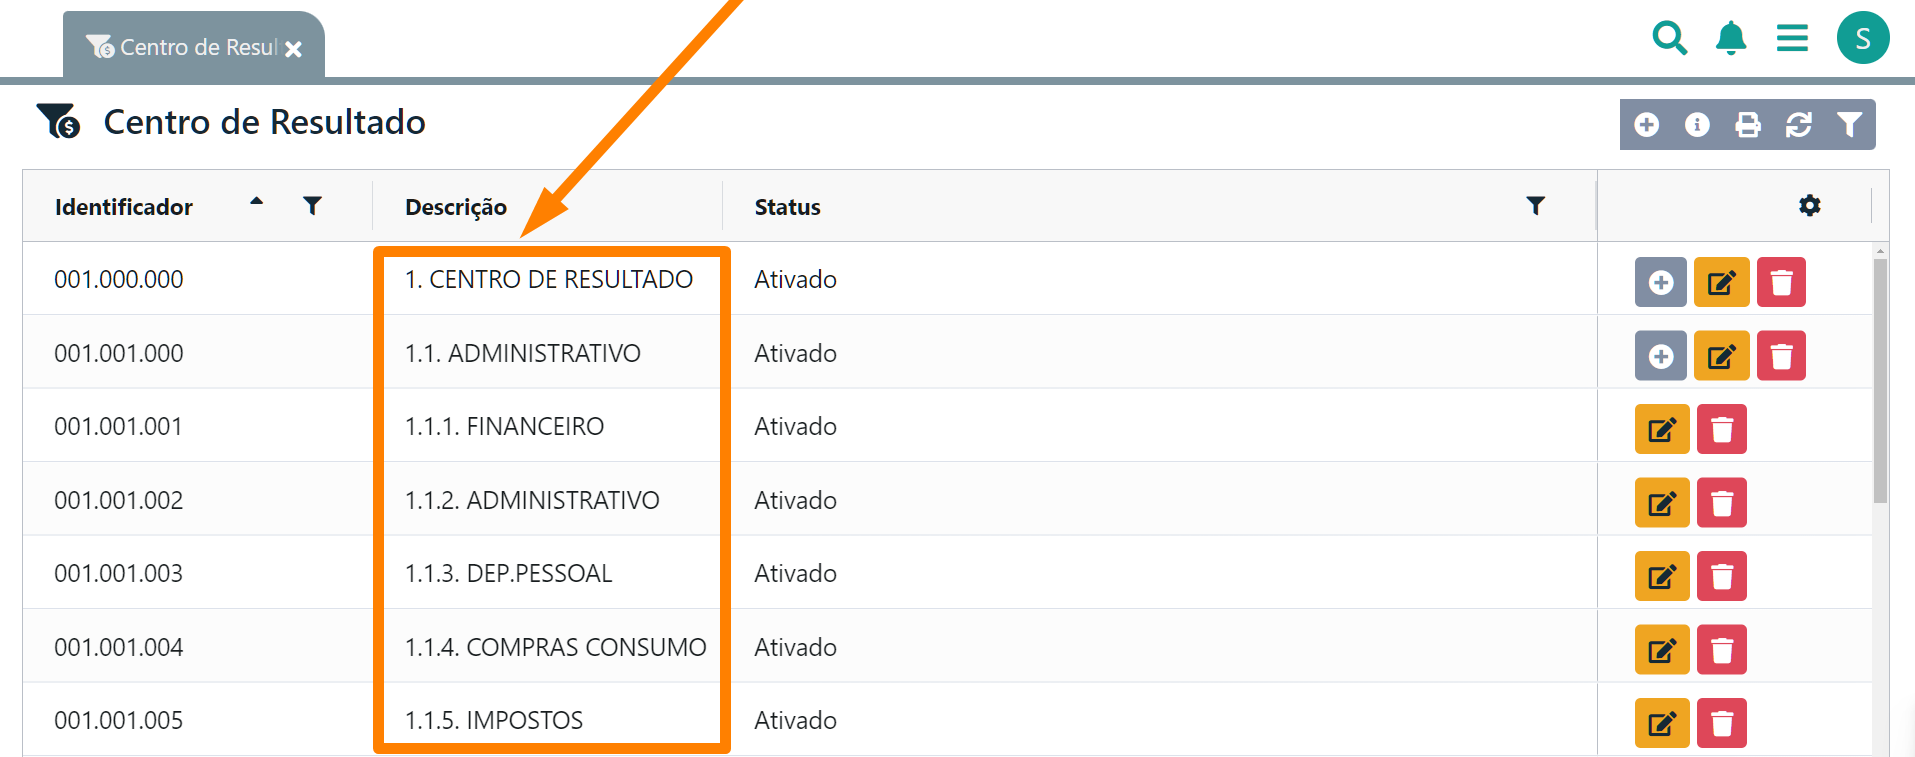 Centro de Resul
S
Centro de Resultado
Identificador Descrição Status
001.000.000 1. CENTRO DE RESULTADO Ativado
001.001.000 1.1. ADMINISTRATIVO Ativado
001.001.001 1.1.1. FINANCEIRO Ativado
001.001.002 1.1.2. ADMINISTRATIVO Ativado
001.001.003 1.1.3. DEP.PESSOAL Ativado
001.001.004 1.1.4. COMPRAS CONSUMO Ativado
001.001.005 1.1.5. IMPOSTOS Ativado